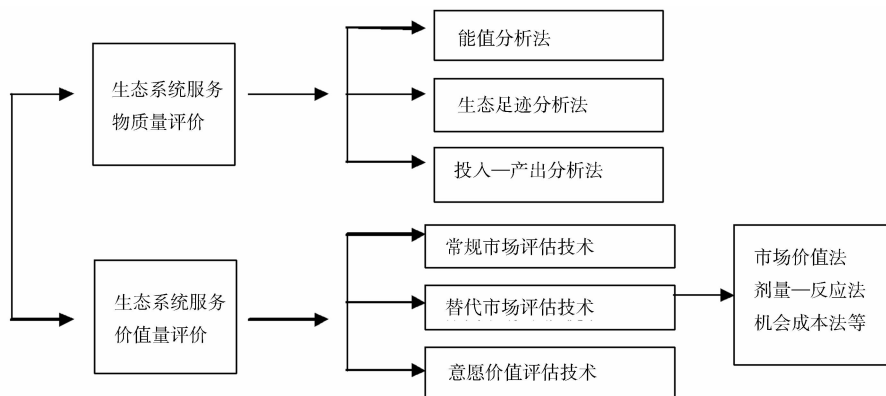 生态系统服务
物质量评价
能值分析法
生态足迹分析法
投入—产出分析法
生态系统服务
价值量评价
常规市场评估技术
替代市场评估技术
意愿价值评估技术
市场价值法
剂量—反应法
机会成本法等